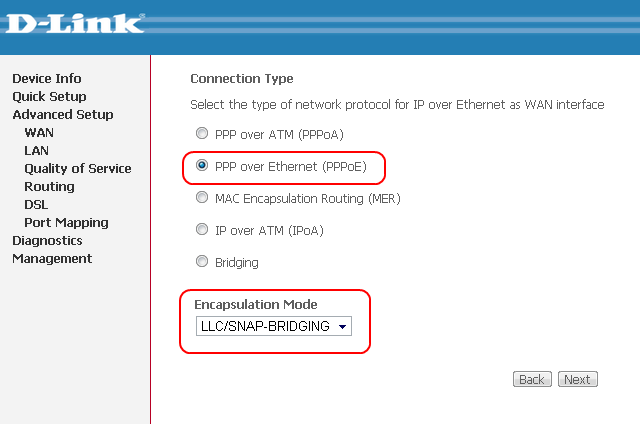 D-Link
Device Info
Quick Setup
Advanced Setup
WAN
LAN
Quality of Service
Routing
DSL
Port Mapping
Diagnostics
Management
Connection Type
Select the type of network protocol for IP over Ethernet as WAN interface
PPP over ATM (PPPoA)
PPP over Ethernet (PPPoE)
MAC Encapsulation Routing (MER)
IP over ATM (IPoA)
Bridging
Encapsulation Mode
LLC/SNAP-BRIDGING
Back Next